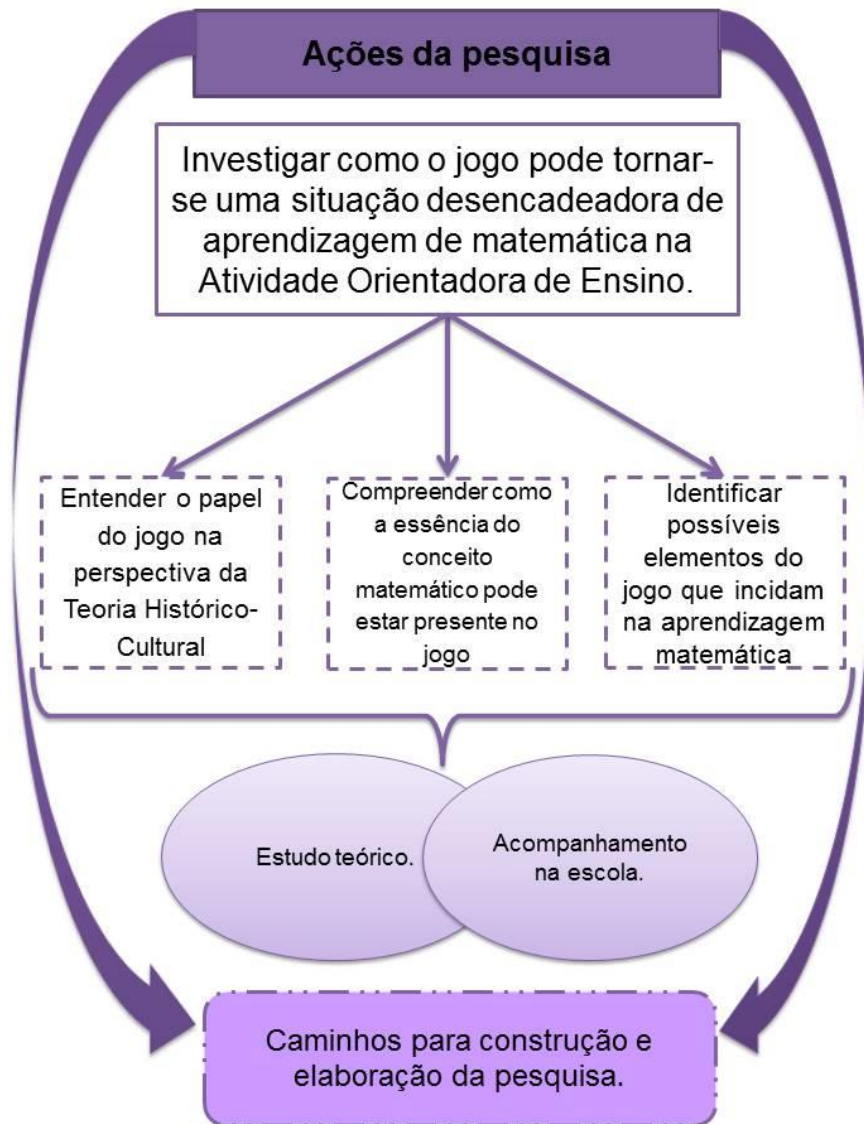 Ações da pesquisa
Investigar como o jogo pode tornar-
se uma situação desencadeadora de
aprendizagem de matemática na
Atividade Orientadora de Ensino.
Entender o papel
do jogo na
perspectiva da
Teoria Histórico-
Cultural
Compreender como
a essência do
conceito
matemático pode
estar presente no
jogo
Identificar
possíveis
elementos do
jogo que incidam
na aprendizagem
matemática
Estudo teórico.
Acompanhamento
na escola.
Caminhos para construção e
elaboração da pesquisa.